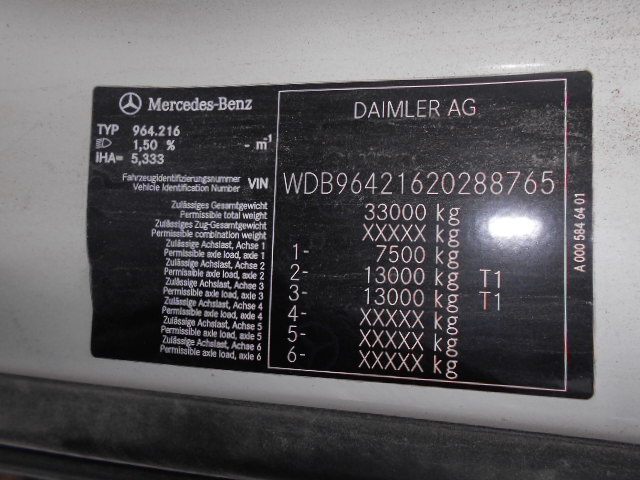 Mercedes-Benz
DAIMLER AG
TYP 964.216
1,50 % - m⁻¹
IHA= 5,333
Fahrzeugidentifizierungsnummer
Vehicle Identification Number VIN WDB96421620288765
Zulässiges Gesamtgewicht
Permissible total weight 33000 kg
Zulässiges Zug-Gesamtgewicht
Permissible combination weight XXXXX kg
Zulässige Achslast, Achse 1
Permissible axle load, axle 1 1- 7500 kg
Zulässige Achslast, Achse 2
Permissible axle load, axle 2 2- 13000 kg T1
Zulässige Achslast, Achse 3
Permissible axle load, axle 3 3- 13000 kg T1
Zulässige Achslast, Achse 4
Permissible axle load, axle 4 4- XXXXX kg
Zulässige Achslast, Achse 5
Permissible axle load, axle 5 5- XXXXX kg
Zulässige Achslast, Achse 6
Permissible axle load, axle 6 6- XXXXX kg
A 000 584 64 01